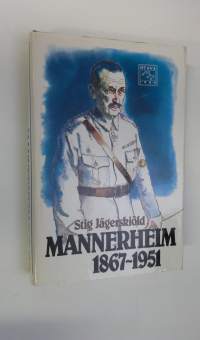 Stig Jägerskiöld
MANNERHEIM
1867-1951